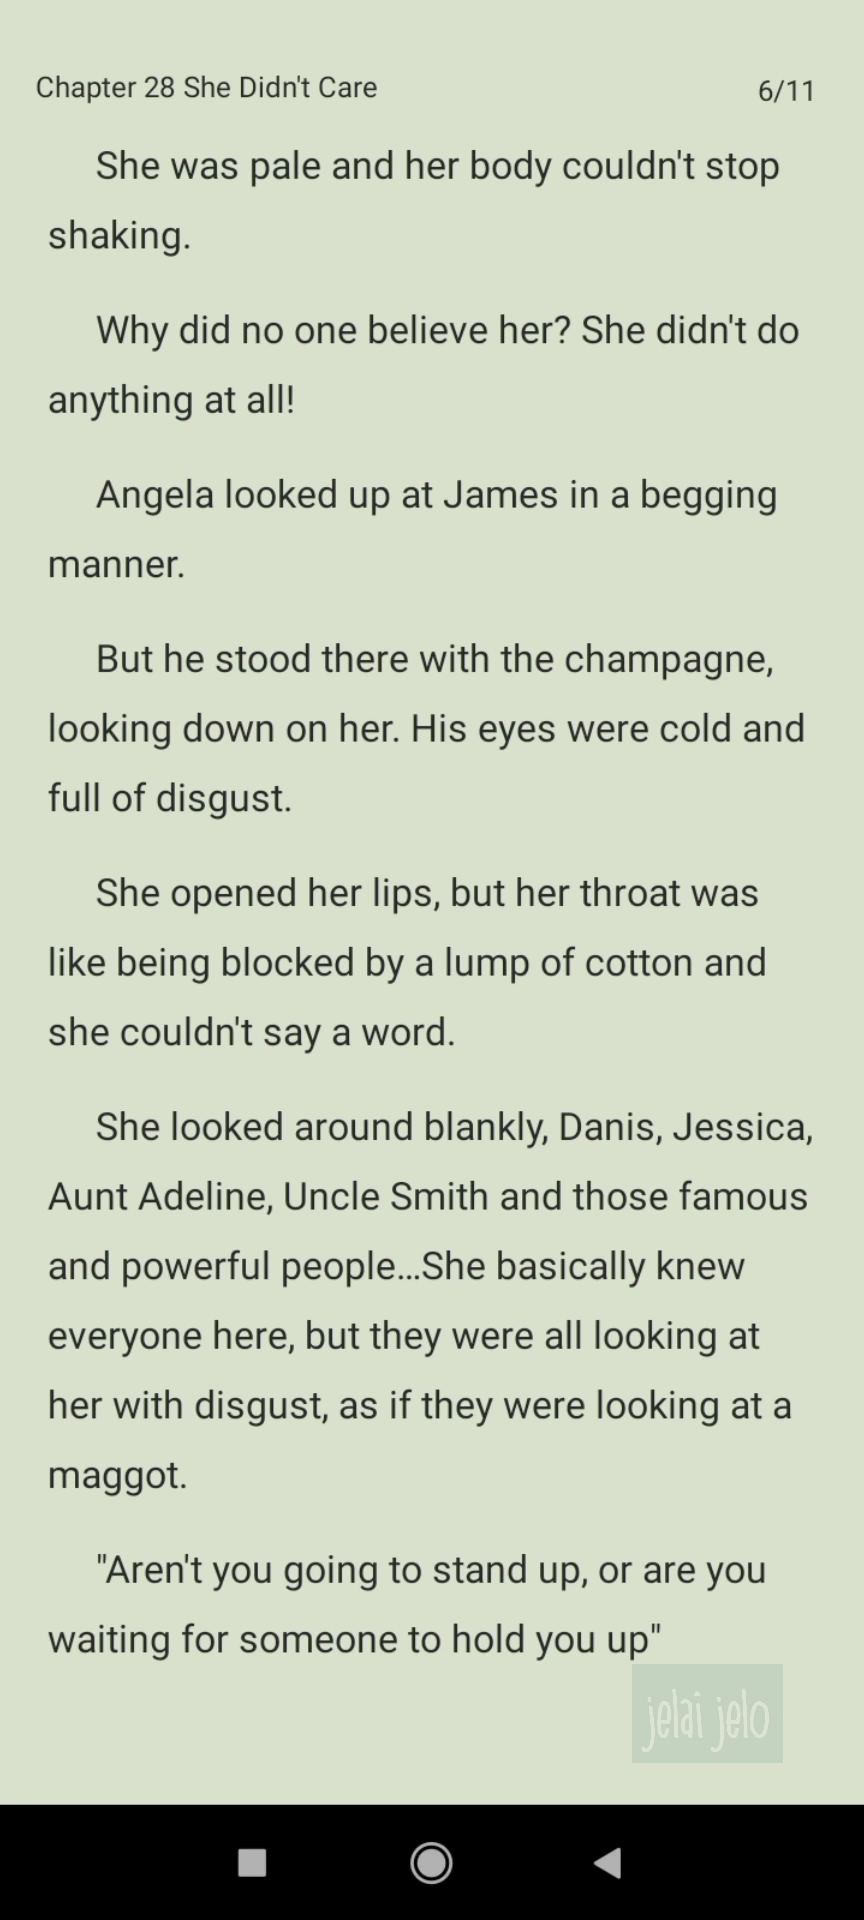 Chapter 28 She Didn't Care
6/11
She was pale and her body couldn't stop
shaking.
Why did no one believe her? She didn't do
anything at all!
Angela looked up at James in a begging
manner.
But he stood there with the champagne,
looking down on her. His eyes were cold and
full of disgust.
She opened her lips, but her throat was
like being blocked by a lump of cotton and
she couldn't say a word.
She looked around blankly, Danis, Jessica,
Aunt Adeline, Uncle Smith and those famous
and powerful people…She basically knew
everyone here, but they were all looking at
her with disgust, as if they were looking at a
maggot.
"Aren't you going to stand up, or are you
waiting for someone to hold you up"
jelai jelo